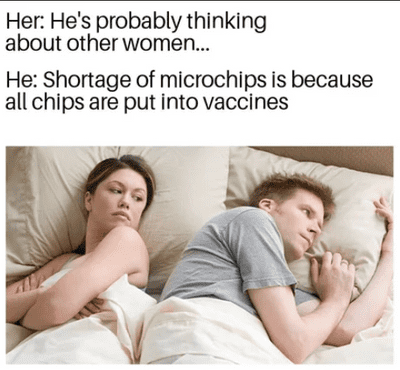 Her: He's probably thinking
about other women...
He: Shortage of microchips is because
all chips are put into vaccines